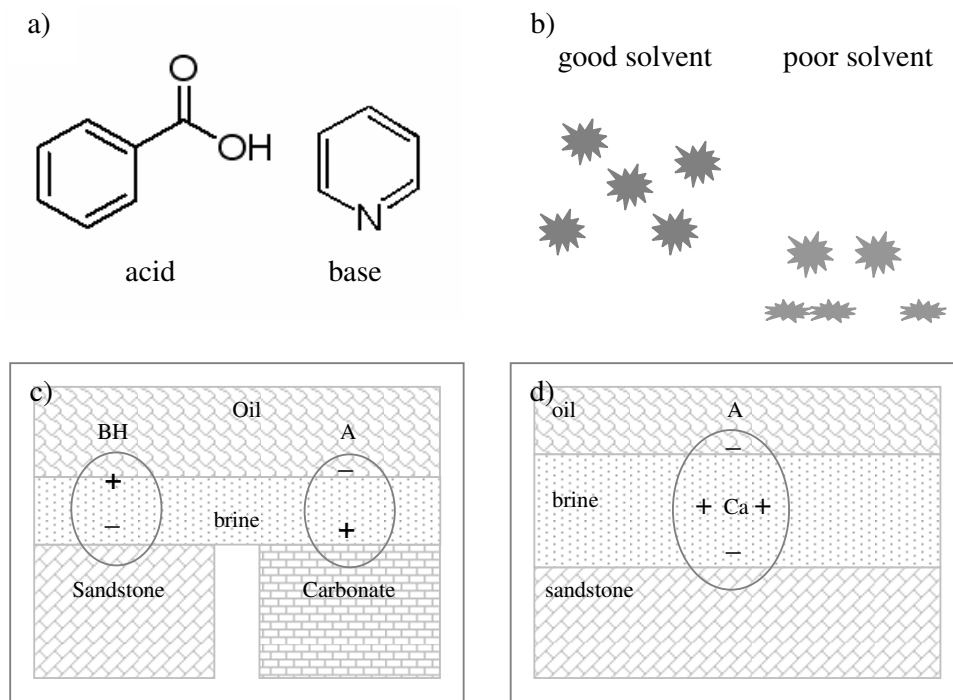 a)
O
OH
N
acid base
b)
good solvent poor solvent
c)
Oil
BH A
+ −
brine
− +
Sandstone Carbonate
d)
oil A
−
brine + Ca +
−
sandstone